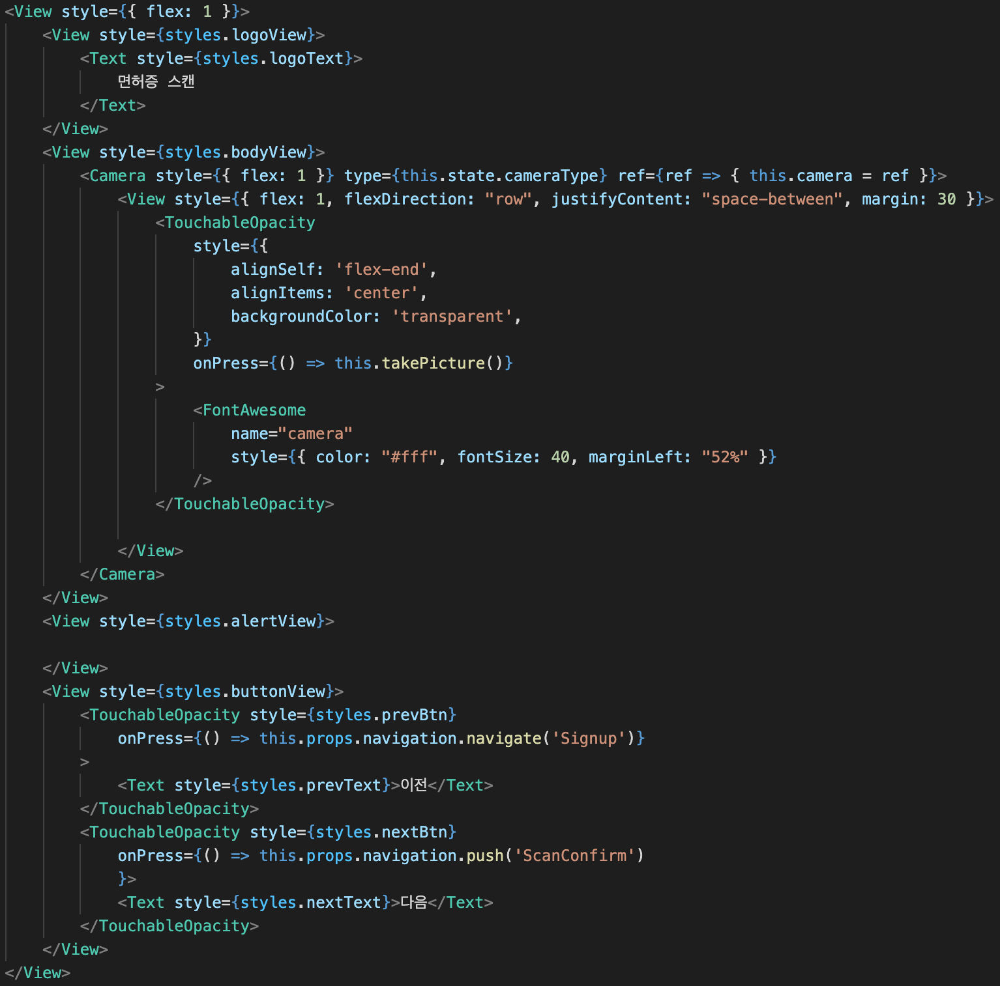 <View style={{ flex: 1 }}>
    <View style={styles.logoView}>
        <Text style={styles.logoText}>
            면허증 스캔
        </Text>
    </View>
    <View style={styles.bodyView}>
        <Camera style={{ flex: 1 }} type={this.state.cameraType} ref={ref => { this.camera = ref }}>
            <View style={{ flex: 1, flexDirection: "row", justifyContent: "space-between", margin: 30 }}>
                <TouchableOpacity
                    style={{
                        alignSelf: 'flex-end',
                        alignItems: 'center',
                        backgroundColor: 'transparent',
                    }}
                    onPress={() => this.takePicture()}
                >
                    <FontAwesome
                        name="camera"
                        style={{ color: "#fff", fontSize: 40, marginLeft: "52%" }}
                    />
                </TouchableOpacity>

            </View>
        </Camera>
    </View>
    <View style={styles.alertView}>

    </View>
    <View style={styles.buttonView}>
        <TouchableOpacity style={styles.prevBtn}
            onPress={() => this.props.navigation.navigate('Signup')}
        >
            <Text style={styles.prevText}>이전</Text>
        </TouchableOpacity>
        <TouchableOpacity style={styles.nextBtn}
            onPress={() => this.props.navigation.push('ScanConfirm')
            }>
            <Text style={styles.nextText}>다음</Text>
        </TouchableOpacity>
    </View>
</View>